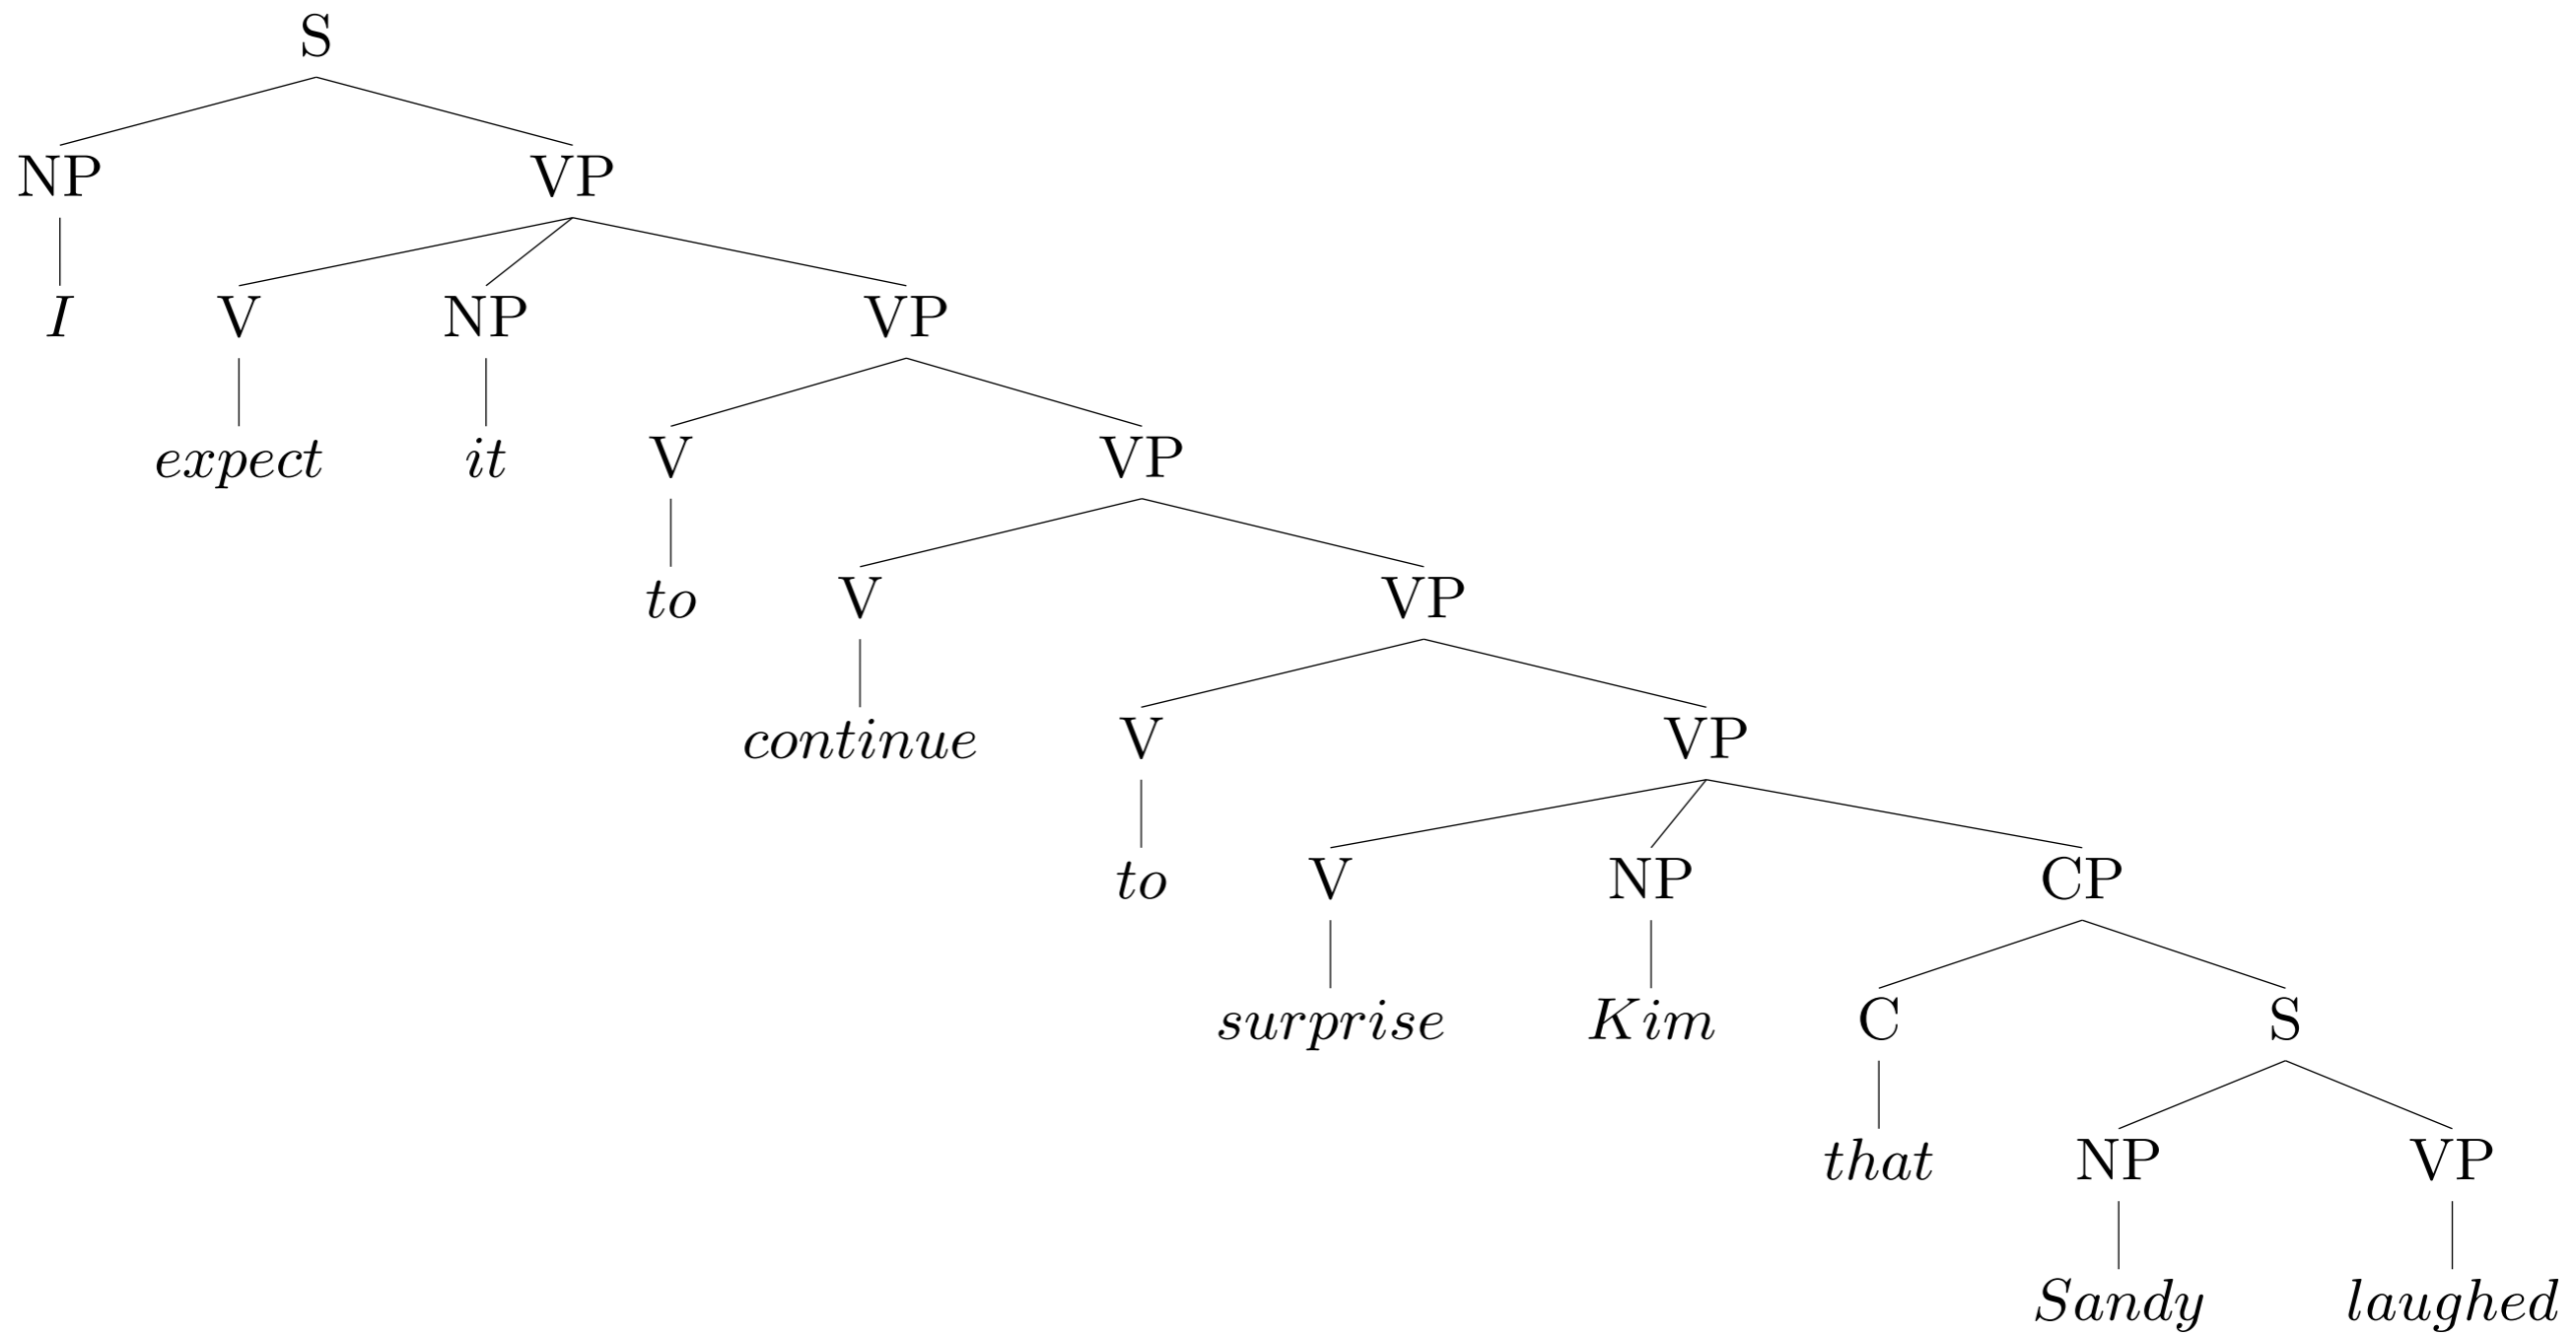 S
NP VP
I V NP VP
expect it V VP
to V VP
continue V VP
to V NP CP
surprise Kim C S
that NP VP
Sandy laughed